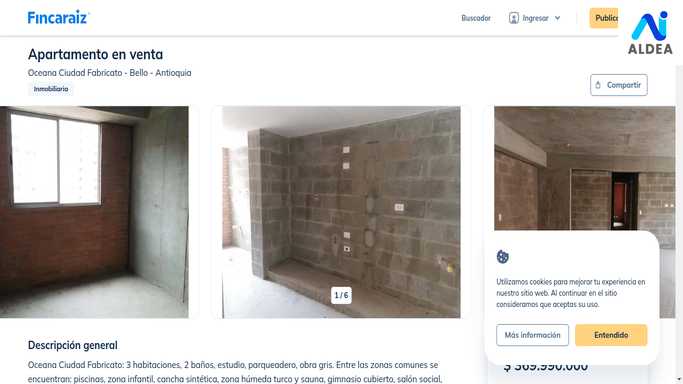 Fincaraiz
Buscador
Ingresar
ALDEA
Apartamento en venta
Oceana Ciudad Fabricato - Bello - Antioquia
Inmobiliario
Compartir
1 / 6
Utilizamos cookies para mejorar tu experiencia en
nuestro sitio web. Al continuar en el sitio
consideramos que aceptas su uso.
Más información
Entendido
Descripción general
$ 369.990.000
Oceana Ciudad Fabricato: 3 habitaciones, 2 baños, estudio, parqueadero, obra gris. Entre las zonas comunes se
encuentran: piscinas, zona infantil, cancha sintética, zona húmeda turco y sauna, gimnasio cubierto, salón social,